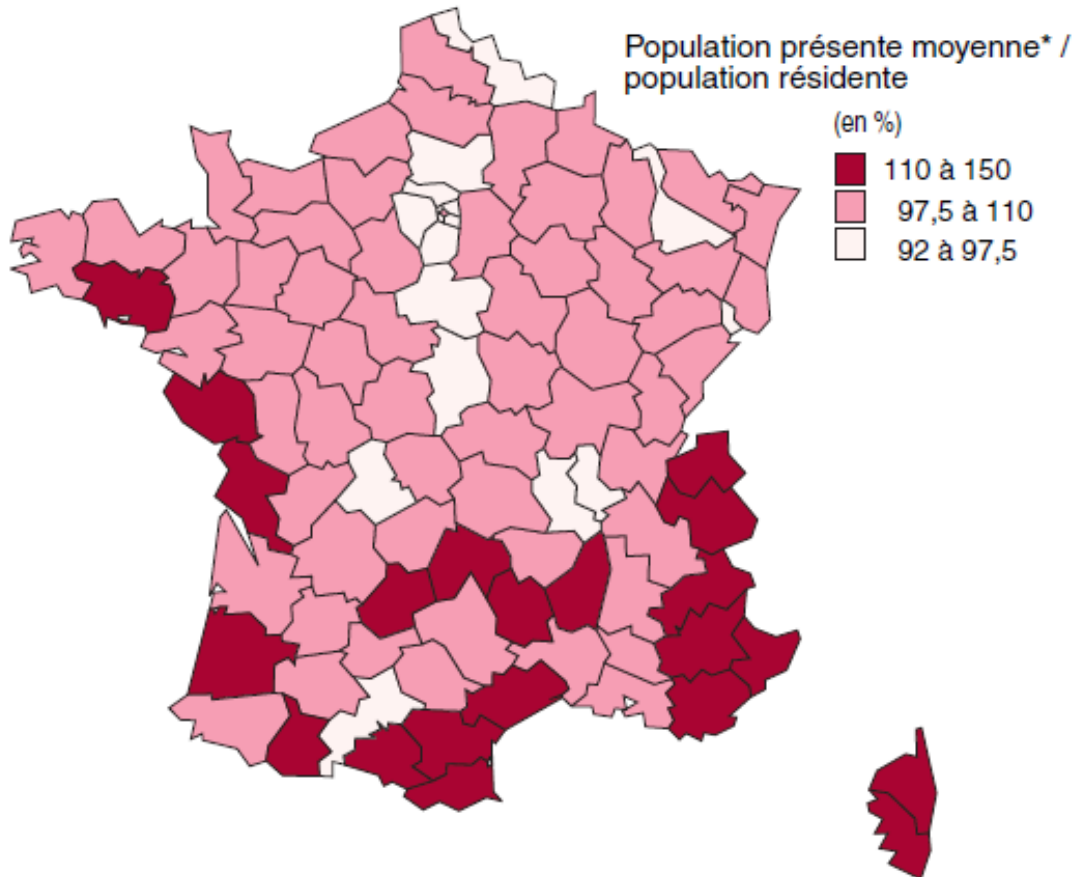 Population présente moyenne* /
population résidente
(en %)
110 à 150
97,5 à 110
92 à 97,5